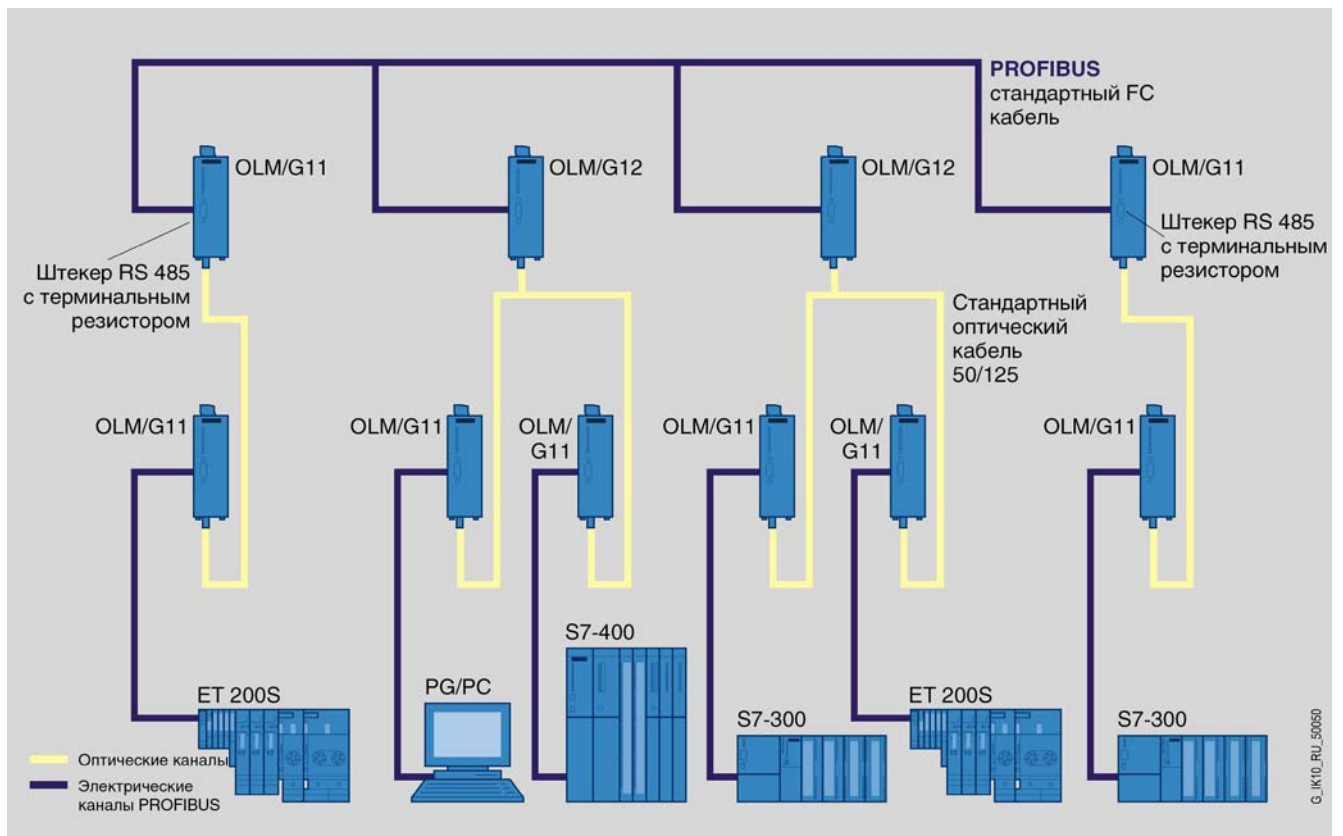 PROFIBUS
стандартный FC
кабель
OLM/G11
OLM/G12
OLM/G12
OLM/G11
Штекер RS 485
с терминальным
резистором
Штекер RS 485
с терминальным
резистором
Стандартный
оптический
кабель
50/125
OLM/G11
OLM/G11
OLM/
G11
OLM/G11
OLM/
G11
OLM/G11
ET 200S
PG/PC
S7-400
S7-300
ET 200S
S7-300
Оптические каналы
Электрические
каналы PROFIBUS
G_IK10_RU_50060